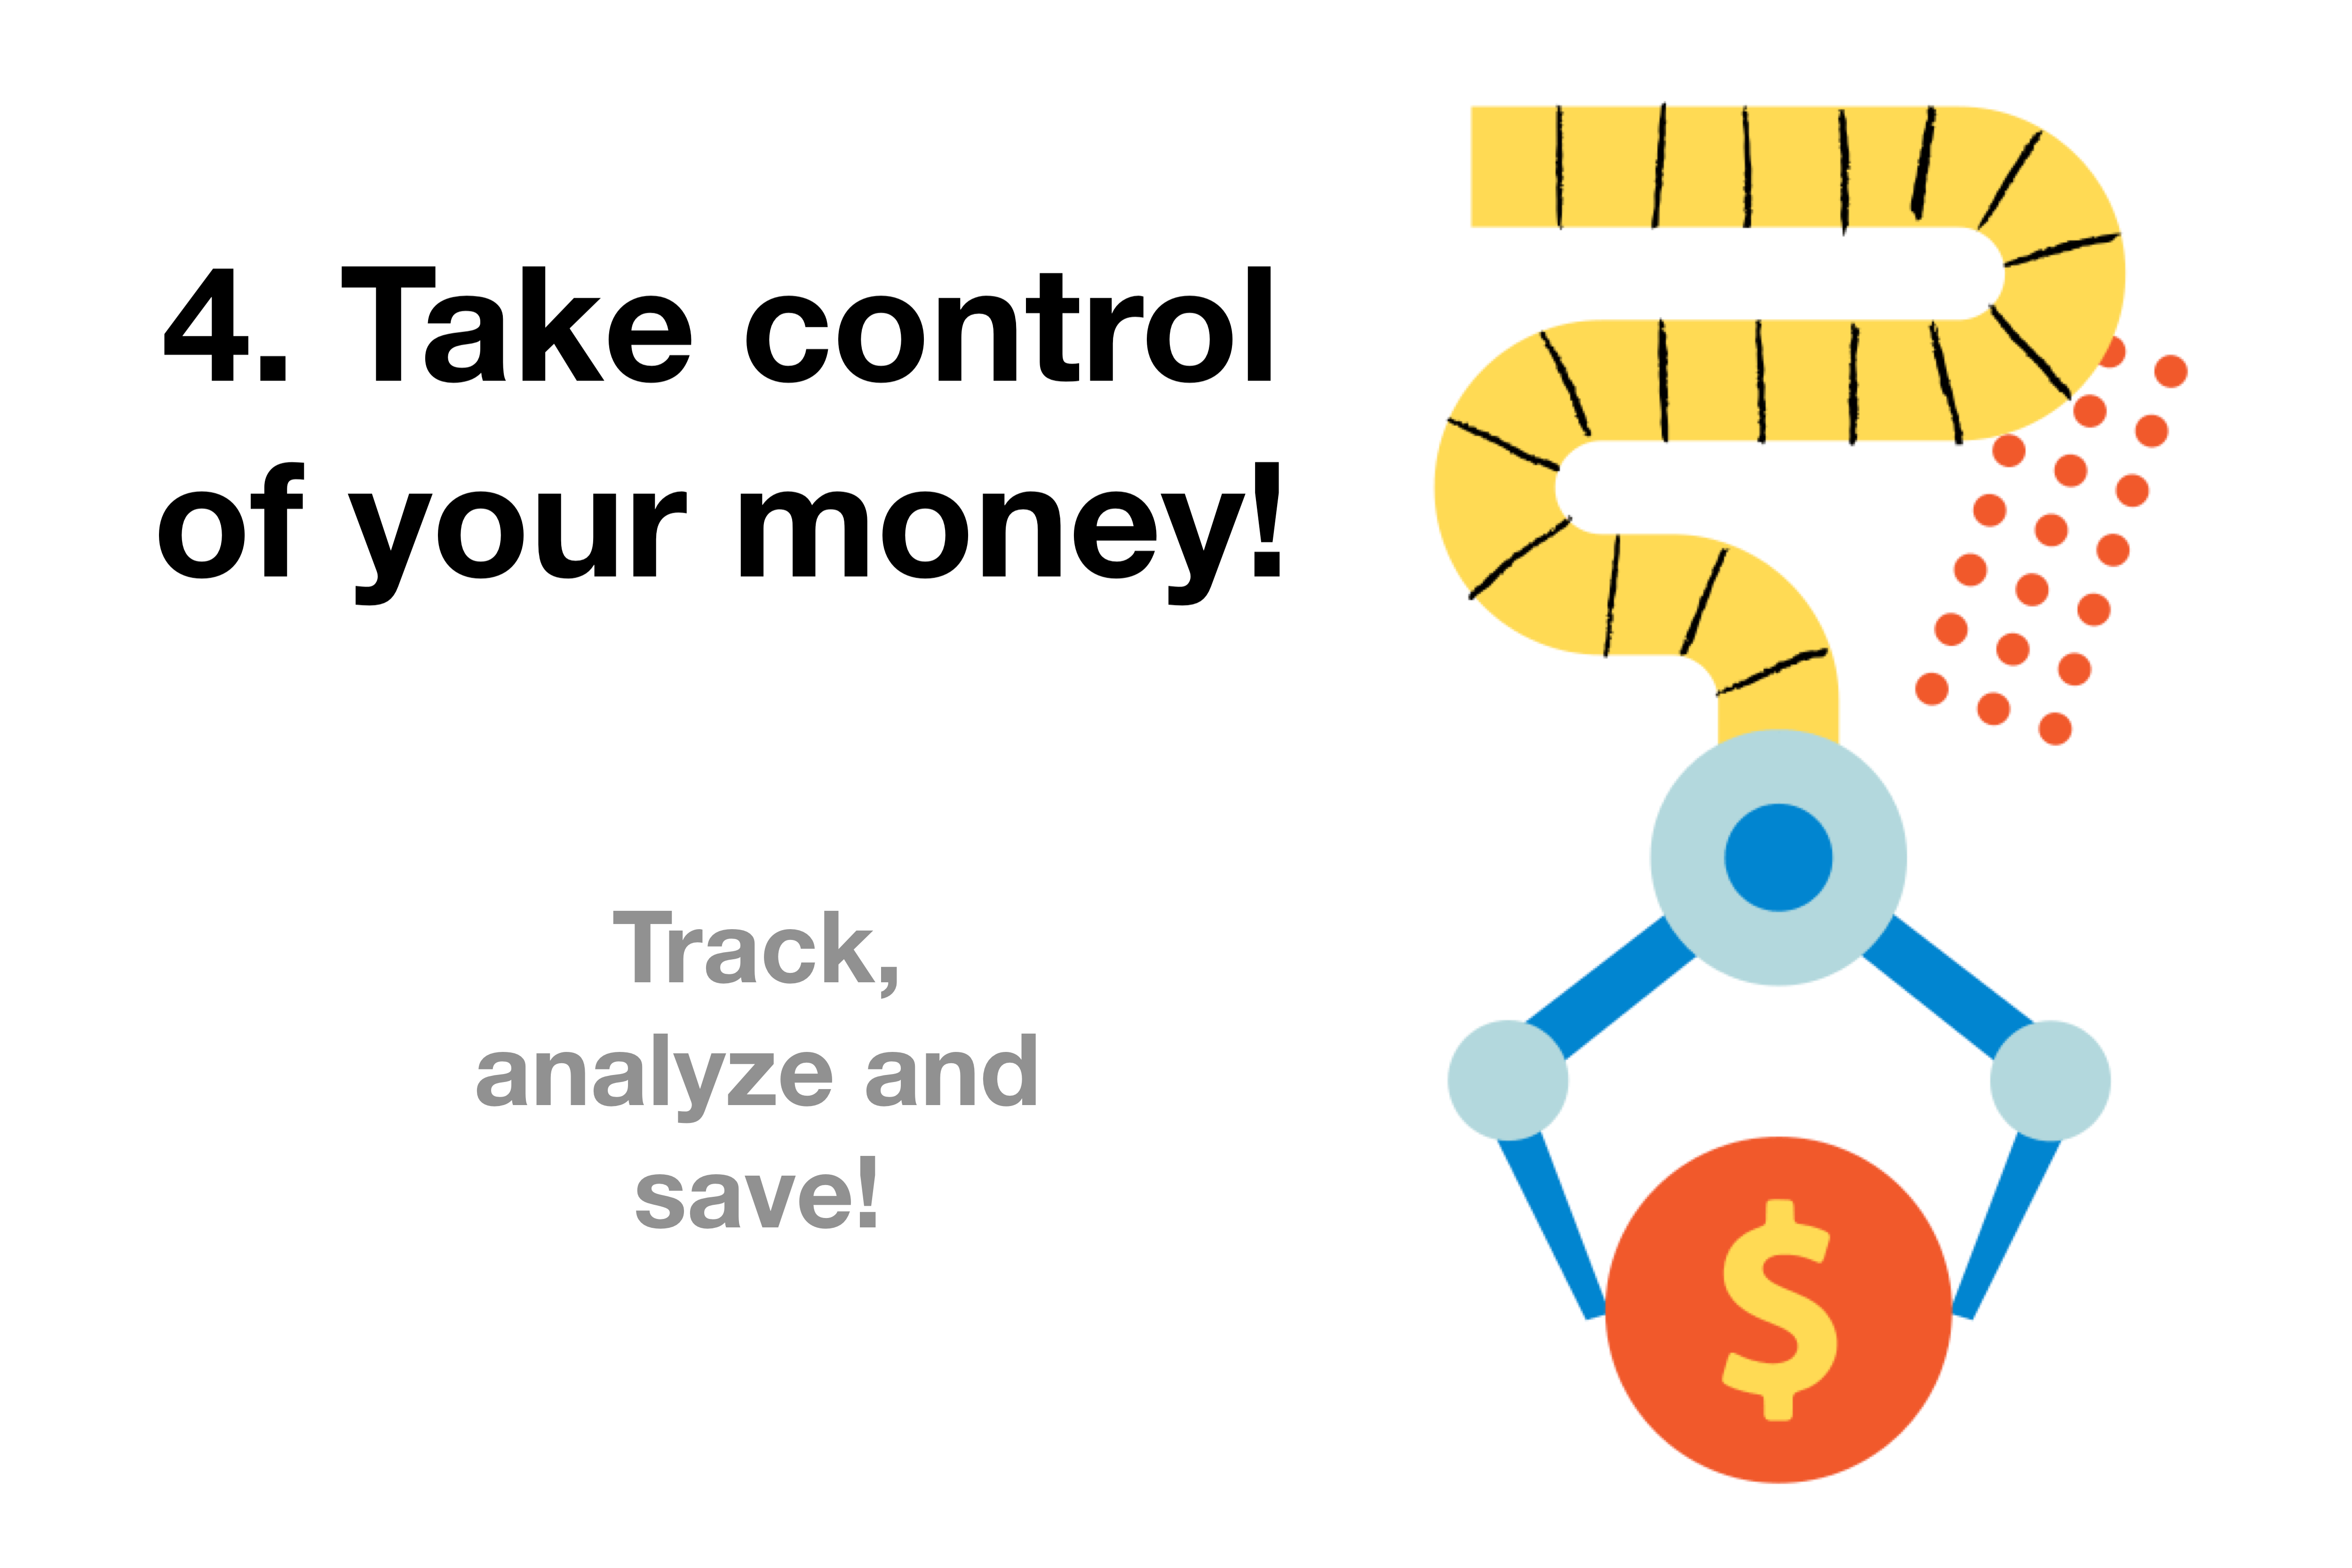 4. Take control
of your money!
Track,
analyze and
save!
$